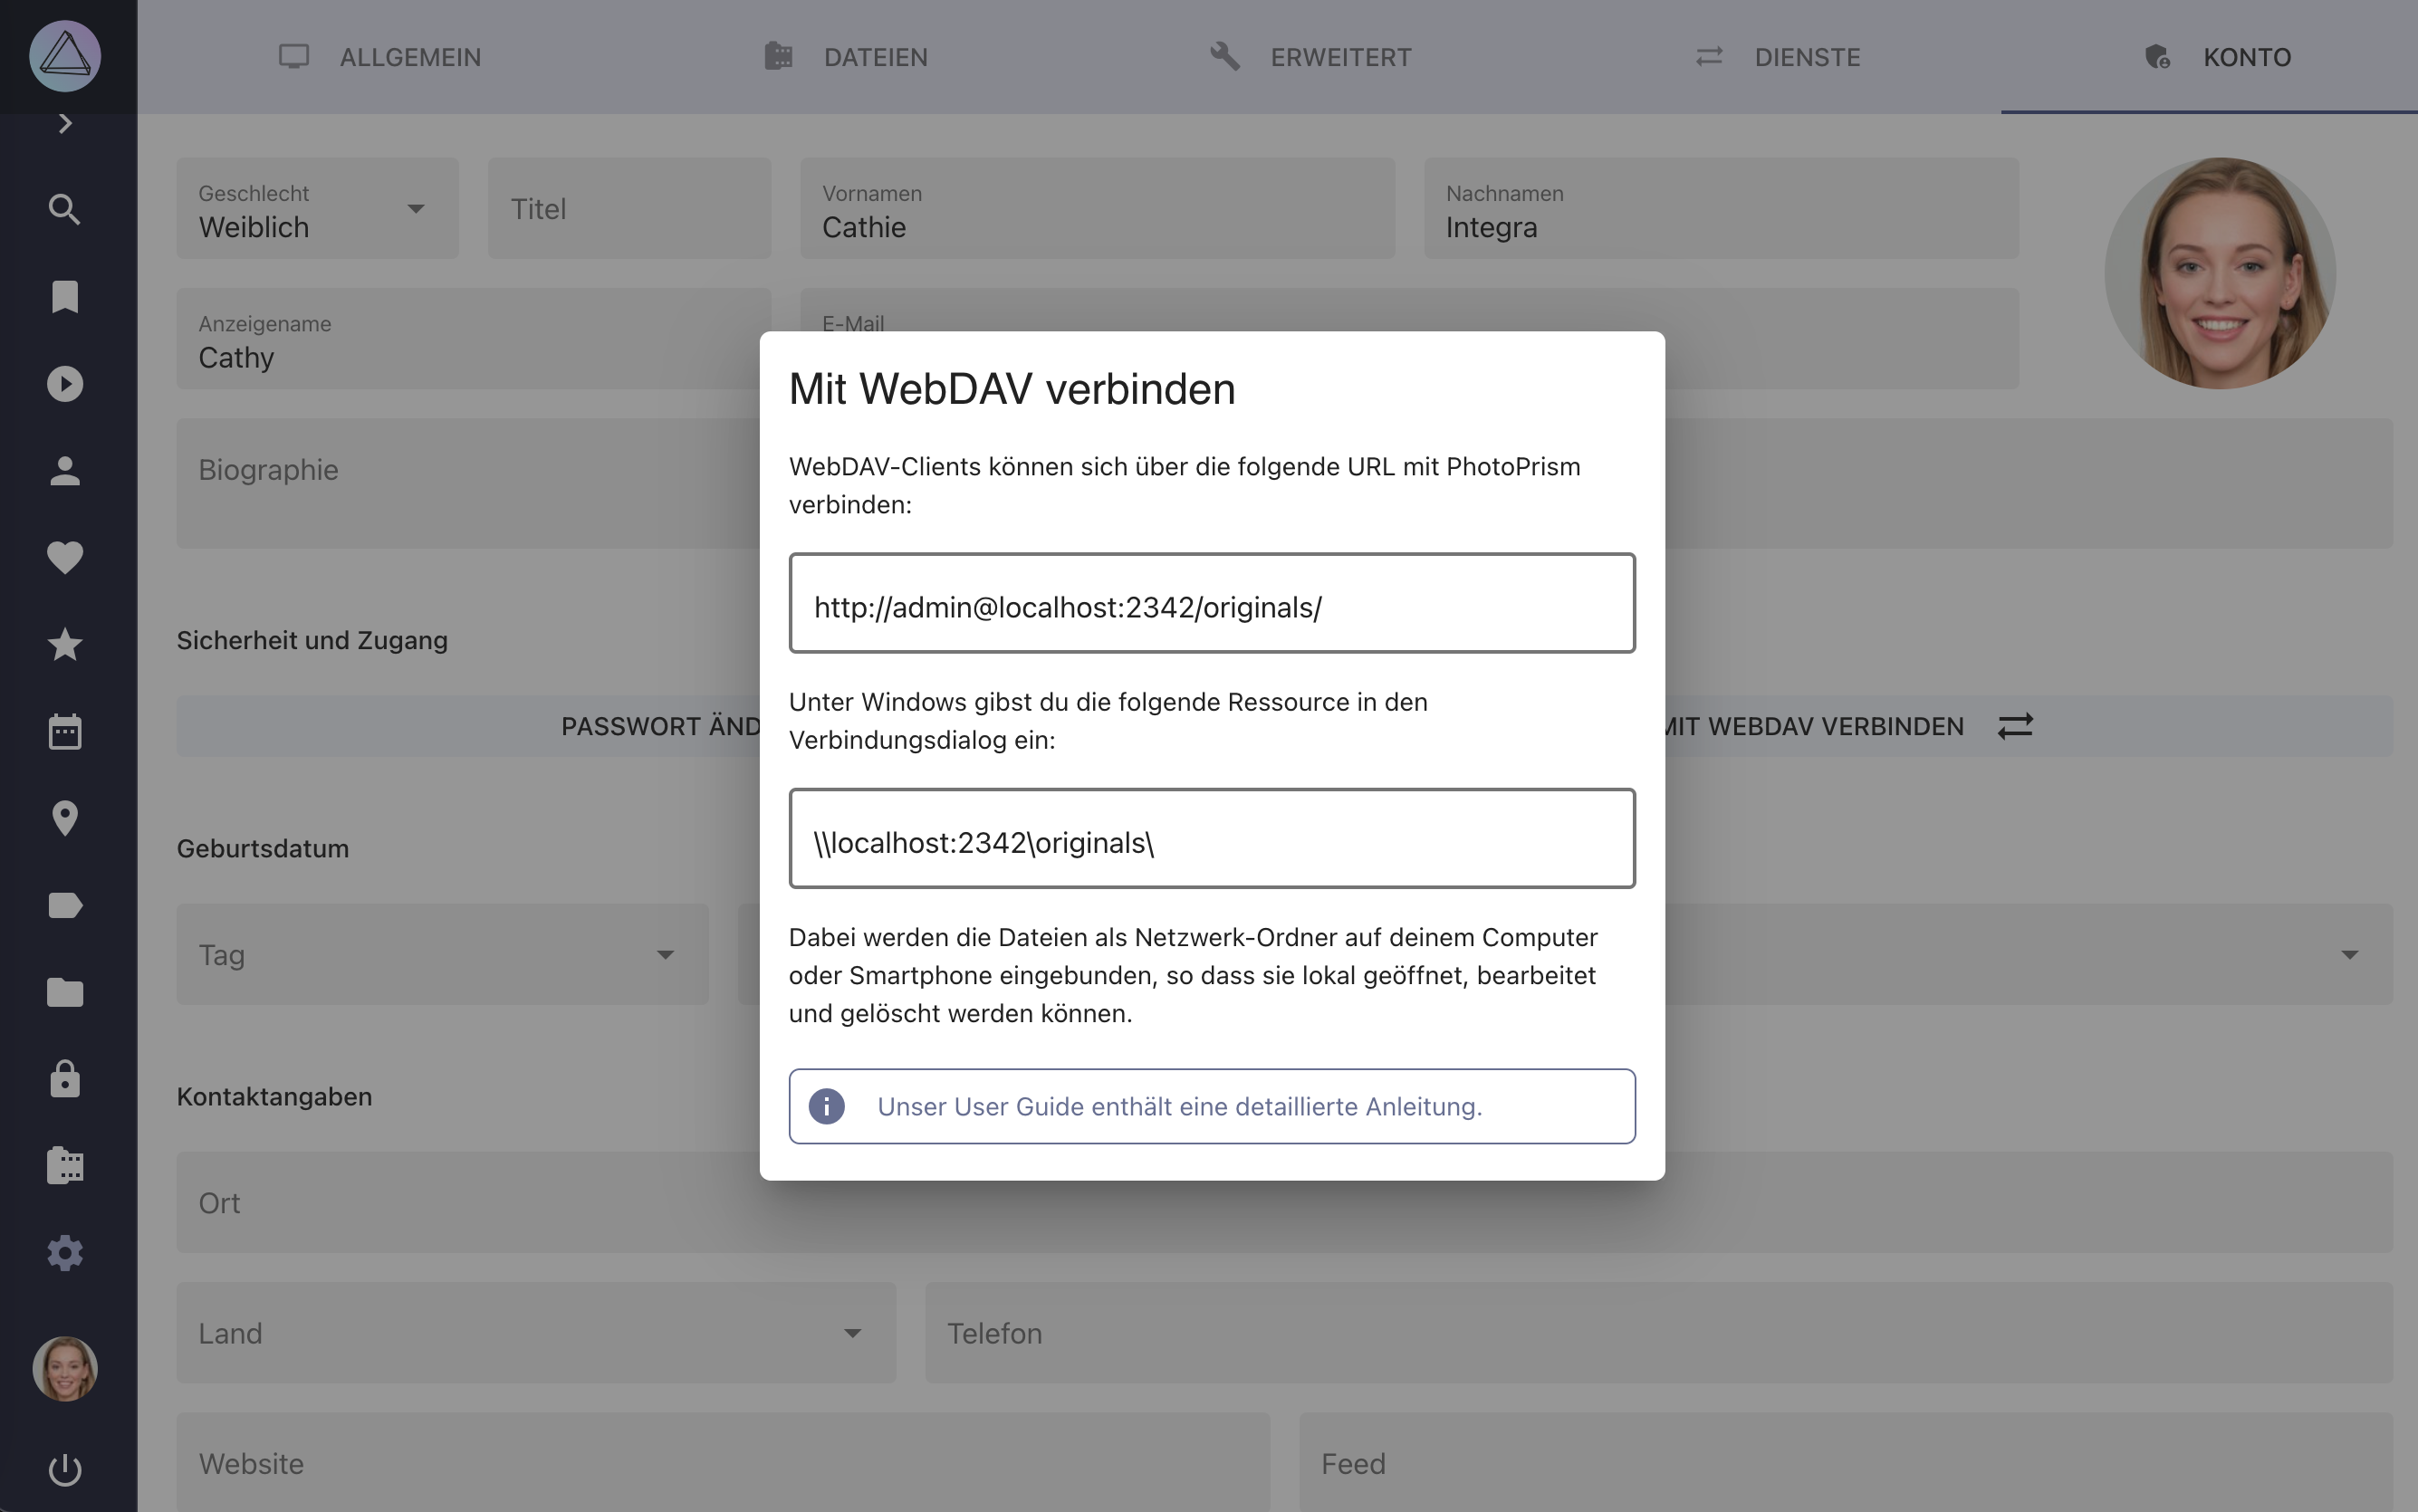 ALLGEMEIN
DATEIEN
ERWEITERT
DIENSTE
KONTO
Geschlecht
Weiblich
Titel
Vornamen
Cathie
Nachnamen
Integra
Anzeigename
Cathy
E-Mail
Biographie
Mit WebDAV verbinden
WebDAV-Clients können sich über die folgende URL mit PhotoPrism
verbinden:
http://admin@localhost:2342/originals/
Unter Windows gibst du die folgende Ressource in den
Verbindungsdialog ein:
\\localhost:2342\originals\
Dabei werden die Dateien als Netzwerk-Ordner auf deinem Computer
oder Smartphone eingebunden, so dass sie lokal geöffnet, bearbeitet
und gelöscht werden können.
Unser User Guide enthält eine detaillierte Anleitung.
Sicherheit und Zugang
PASSWORT ÄND
MIT WEBDAV VERBINDEN
Geburtsdatum
Tag
Kontaktangaben
Ort
Land
Telefon
Website
Feed